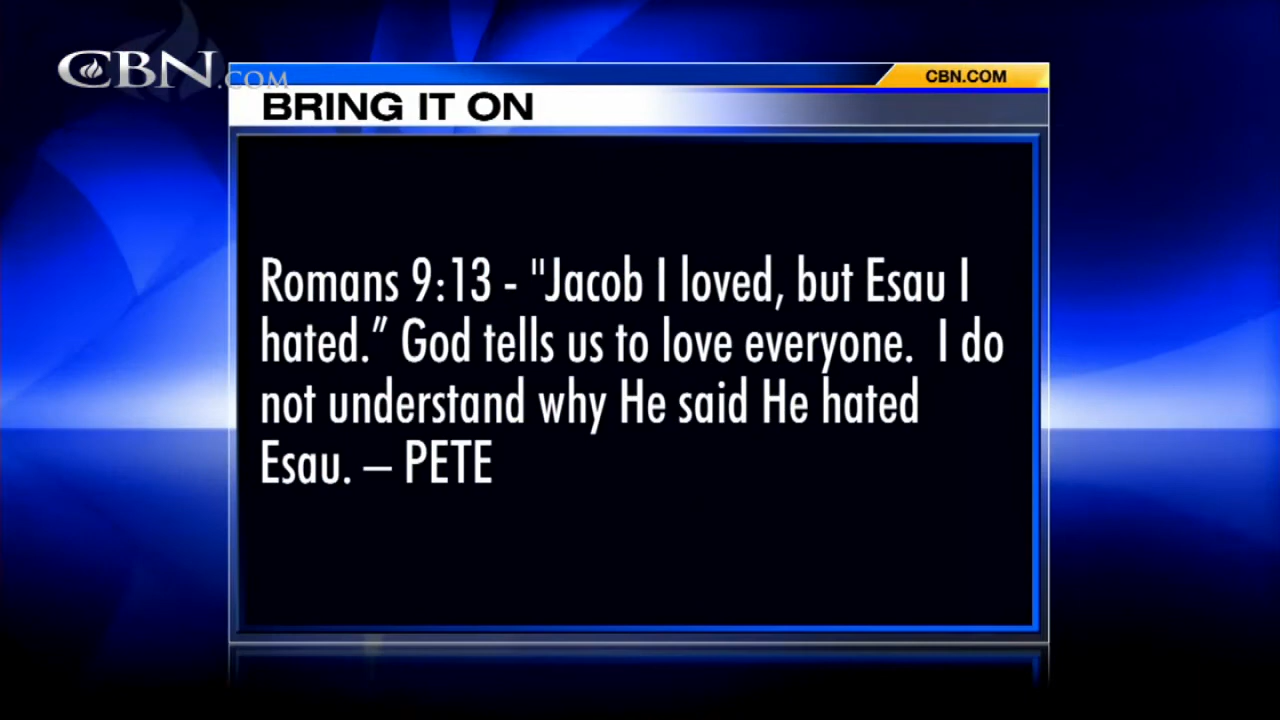 CBN.COM
CBN.COM
BRING IT ON
Romans 9:13 - "Jacob I loved, but Esau I
hated.” God tells us to love everyone.  I do
not understand why He said He hated
Esau. – PETE